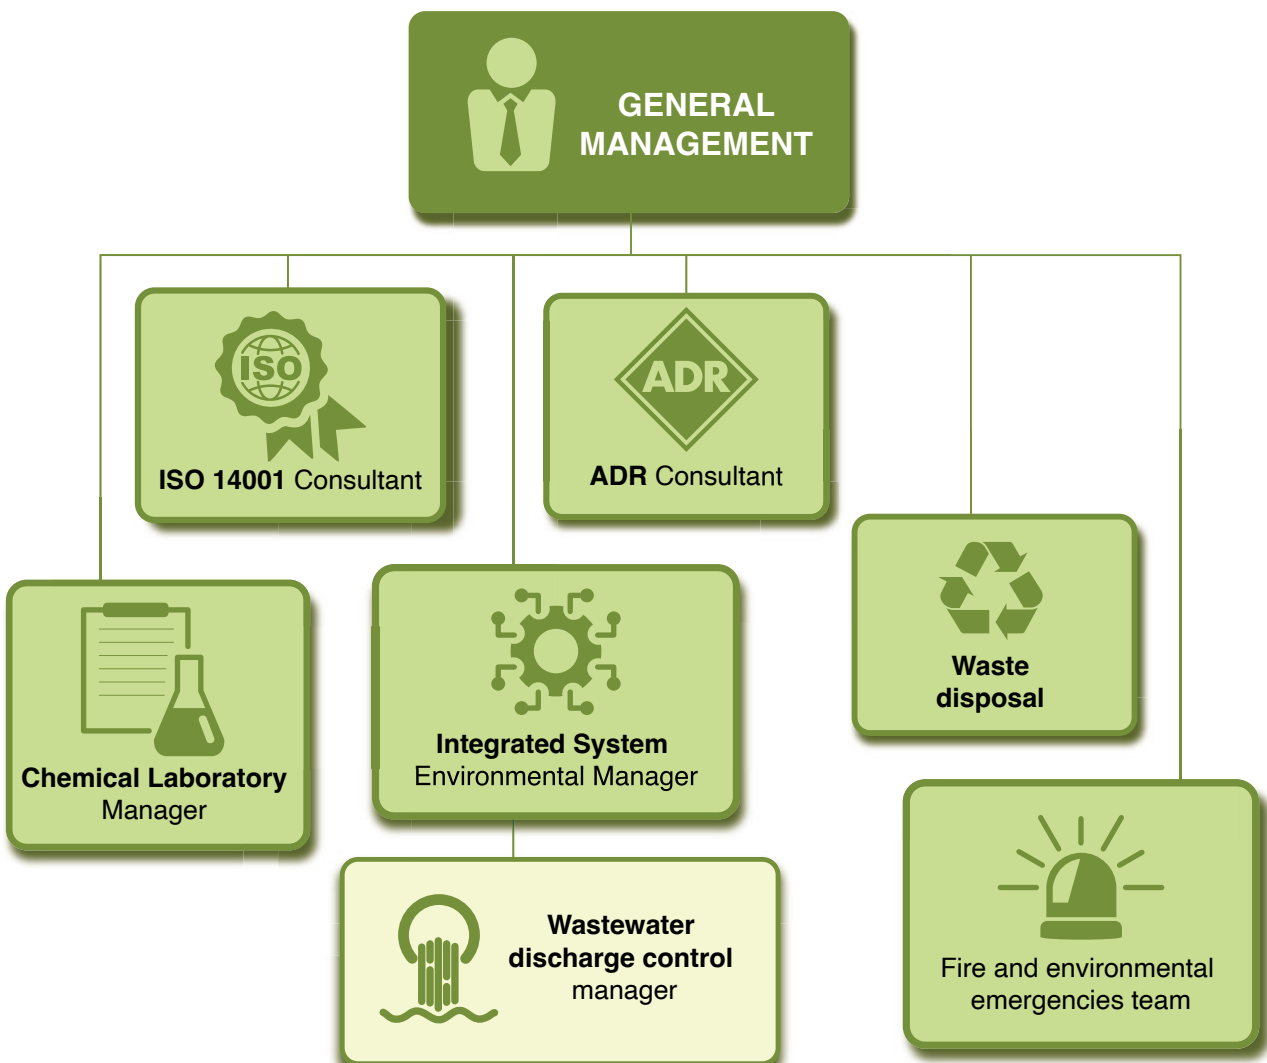 GENERAL
MANAGEMENT
ISO
ISO 14001 Consultant
ADR
ADR Consultant
Waste
disposal
Chemical Laboratory
Manager
Integrated System
Environmental Manager
Wastewater
discharge control
manager
Fire and environmental
emergencies team